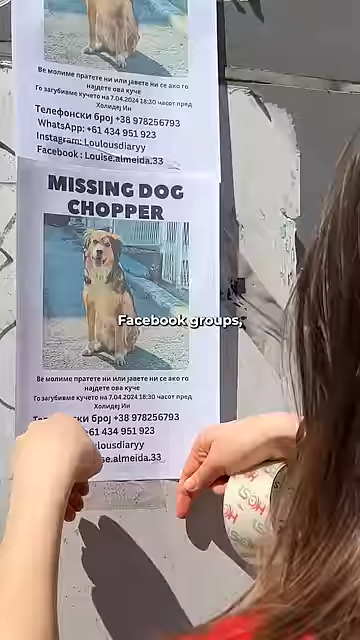 Ве молиме пратете ни или јавете ни се ако го
најдете ова куче
Го загубивме кучето на 7.04.2024 18:30 часот пред
Холидеј Ин
Телефонски број +38 978256793
WhatsApp: +61 434 951 923
Instagram: Loulousdiaryy
Facebook : Louise.almeida.33
MISSING DOG
CHOPPER
Facebook groups,
Ве молиме пратете ни или јавете ни се ако го
најдете ова куче
Го загубивме кучето на 7.04.2024 18:30 часот пред
Холидеј Ин
број +38 978256793
+61 434 951 923
ulousdiaryy
se.almeida.33